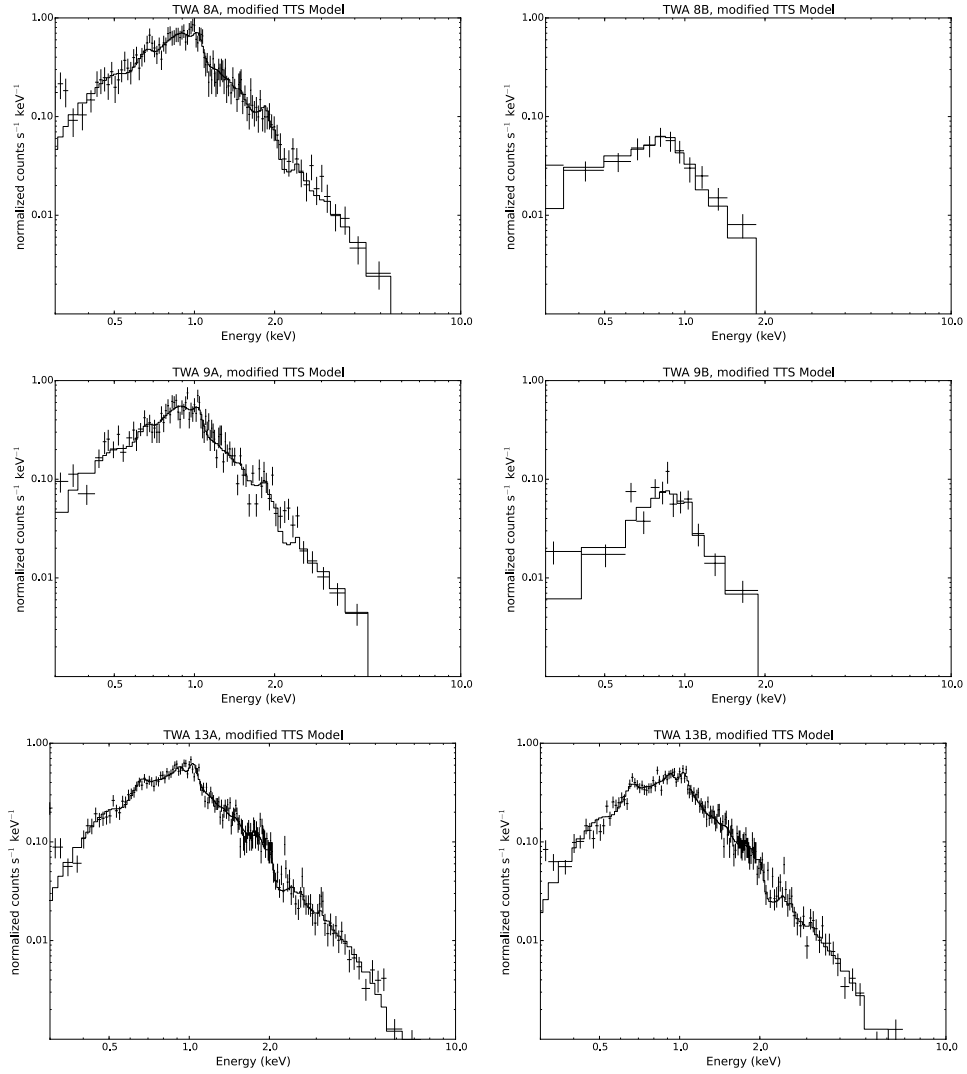 TWA 8A, modified TTS Model
normalized counts s⁻¹ keV⁻¹
1.00
0.10
0.01
0.5
1.0
2.0
10.0
Energy (keV)
TWA 8B, modified TTS Model
normalized counts s⁻¹ keV⁻¹
1.00
0.10
0.01
0.5
1.0
2.0
10.0
Energy (keV)
TWA 9A, modified TTS Model
normalized counts s⁻¹ keV⁻¹
1.00
0.10
0.01
0.5
1.0
2.0
10.0
Energy (keV)
TWA 9B, modified TTS Model
normalized counts s⁻¹ keV⁻¹
1.00
0.10
0.01
0.5
1.0
2.0
10.0
Energy (keV)
TWA 13A, modified TTS Model
normalized counts s⁻¹ keV⁻¹
1.00
0.10
0.01
0.5
1.0
2.0
10.0
Energy (keV)
TWA 13B, modified TTS Model
normalized counts s⁻¹ keV⁻¹
1.00
0.10
0.01
0.5
1.0
2.0
10.0
Energy (keV)